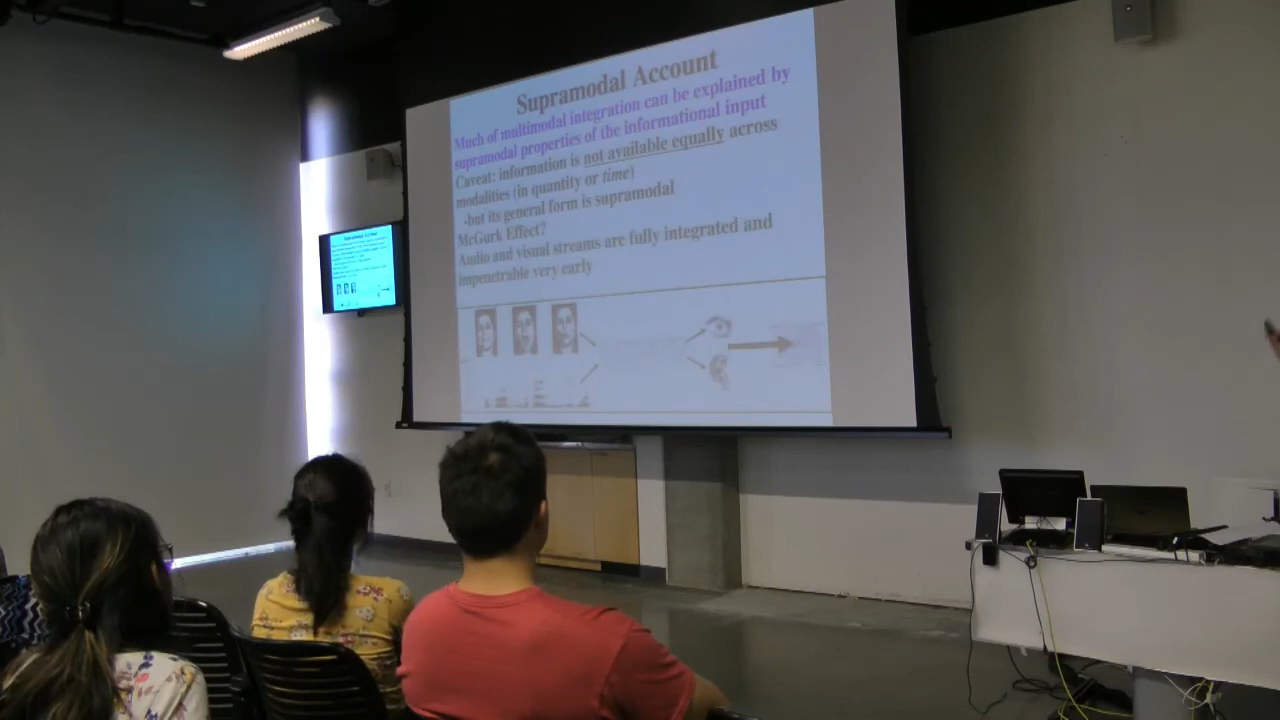 Supramodal Account
Much of multimodal integration can be explained by
supramodal properties of the informational input
Caveat: information is not available equally across
modalities (in quantity or time)
-but its general form is supramodal
McGurk Effect?
Audio and visual streams are fully integrated and
impenetrable very early
Supramodal Account